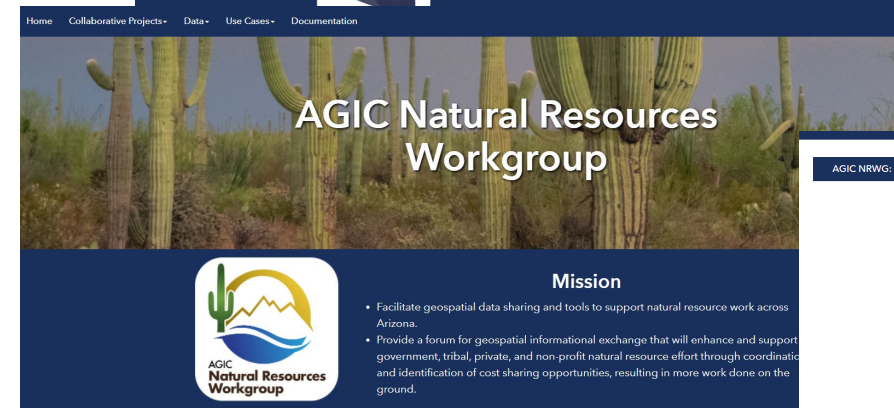 Home Collaborative Projects Data Use Cases Documentation
AGIC Natural Resources
Workgroup
AGIC NRWG:
Mission
• Facilitate geospatial data sharing and tools to support natural resource work across
Arizona.
• Provide a forum for geospatial informational exchange that will enhance and support
government, tribal, private, and non-profit natural resource effort through
and identification of cost sharing opportunities, resulting in more work done on the
ground.
AGIC
Natural Resources
Workgroup